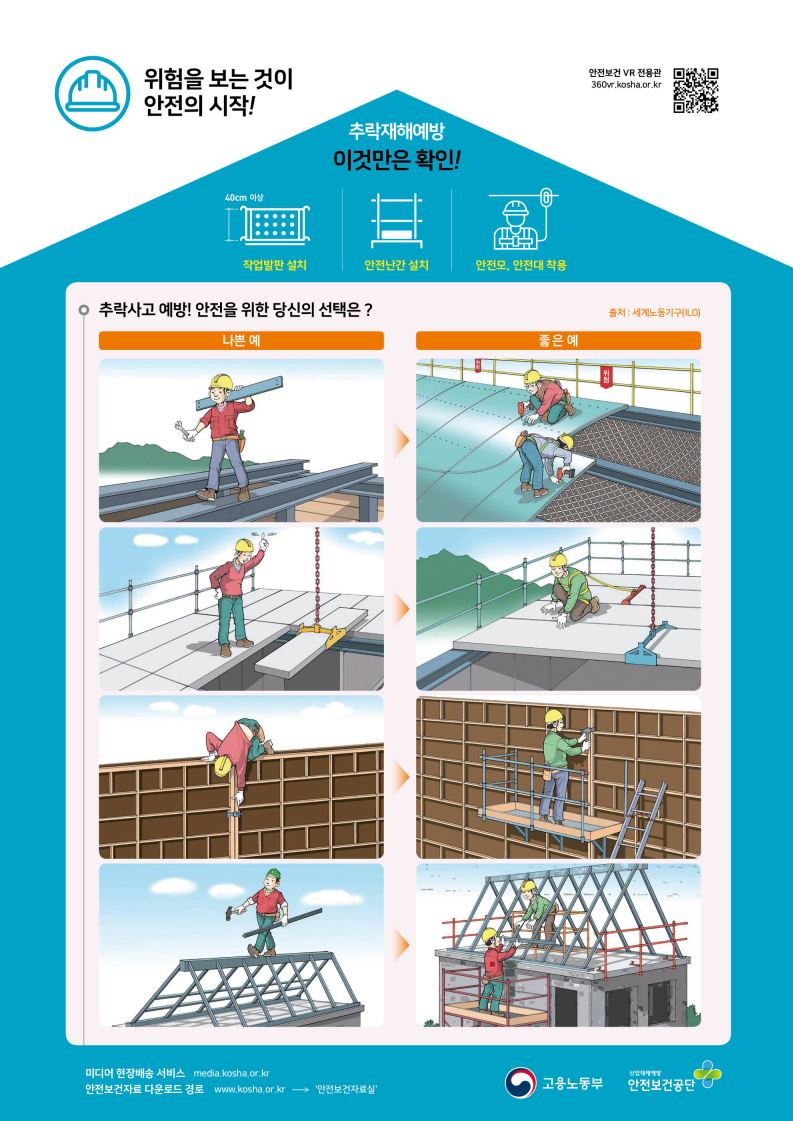 위험을 보는 것이
안전의 시작!
안전보건 VR 전용관
360vr.kosha.or.kr
추락재해예방
이것만은 확인!
40cm 이상
작업발판 설치
안전난간 설치
안전모, 안전대 착용
추락사고 예방! 안전을 위한 당신의 선택은 ?
출처 : 세계노동기구(ILO)
나쁜 예
좋은 예
위험
미디어 현장배송 서비스 media.kosha.or.kr
안전보건자료 다운로드 경로 www.kosha.or.kr → '안전보건자료실'
고용노동부
산업재해예방
안전보건공단